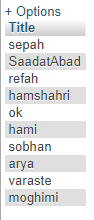 + Options
Title
sepah
SaadatAbad
refah
hamshahri
ok
hami
sobhan
arya
varaste
moghimi